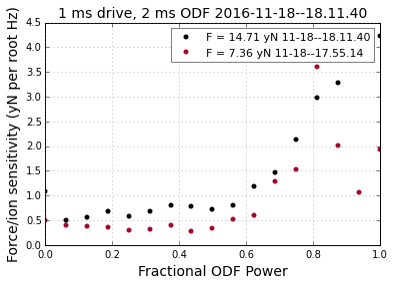 1 ms drive, 2 ms ODF 2016-11-18--18.11.40
F = 14.71 yN 11-18--18.11.40
F = 7.36 yN 11-18--17.55.14
Force/ion sensitivity (yN per root Hz)
4.5
4.0
3.5
3.0
2.5
2.0
1.5
1.0
0.5
0.0
0.0 0.2 0.4 0.6 0.8 1.0
Fractional ODF Power